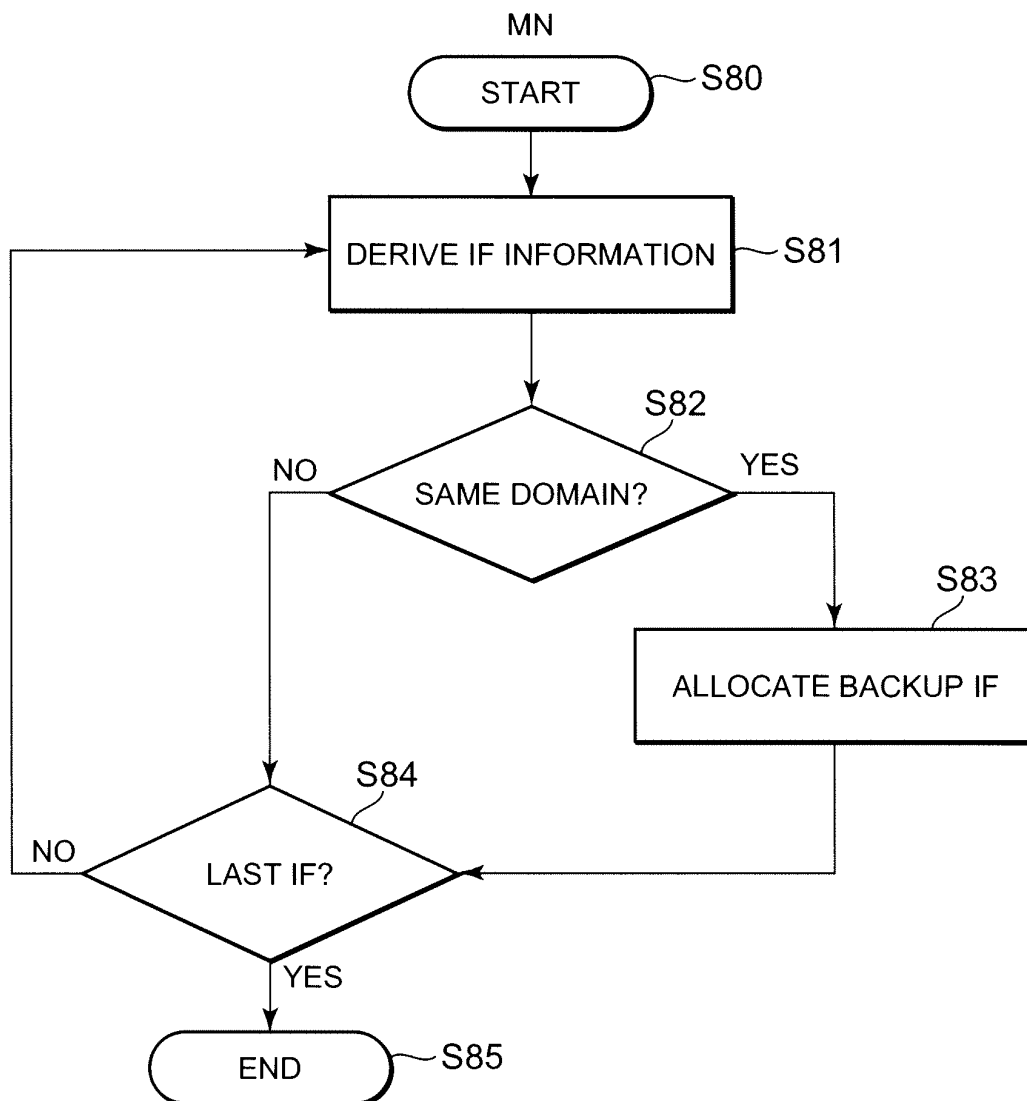 MN
START
S80
DERIVE IF INFORMATION
S81
S82
NO
YES
SAME DOMAIN?
S83
ALLOCATE BACKUP IF
S84
NO
LAST IF?
YES
END
S85